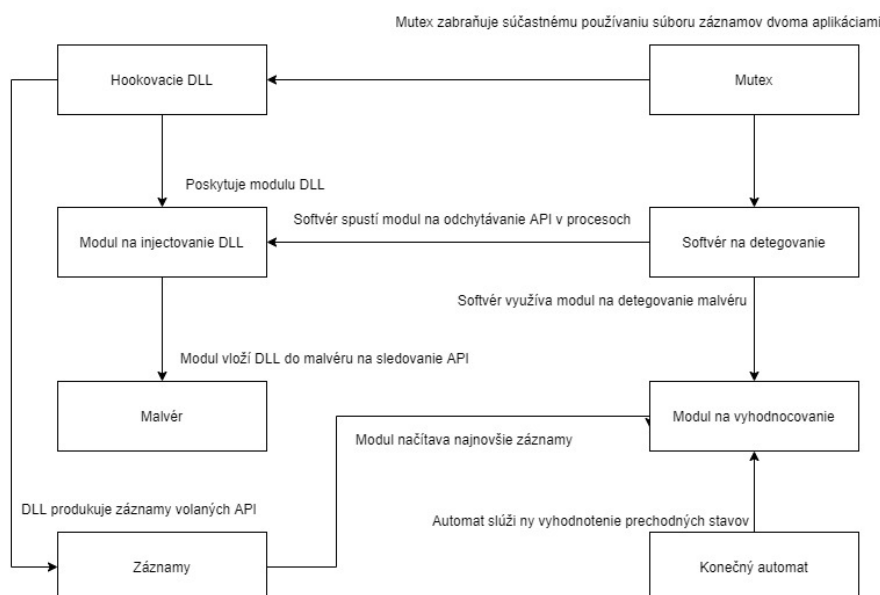 Mutex zabraňuje súčastnému používaniu súboru záznamov dvoma aplikáciami
Hookovacie DLL
Mutex
Poskytuje modulu DLL
Softvér spustí modul na odchytávanie API v procesoch
Modul na injectovanie DLL
Softvér na detegovanie
Softvér využíva modul na detegovanie malvéru
Modul vloží DLL do malvéru na sledovanie API
Malvér
Modul na vyhodnocovanie
Modul načítava najnovšie záznamy
DLL produkuje záznamy volaných API
Automat slúži ny vyhodnotenie prechodných stavov
Záznamy
Konečný automat